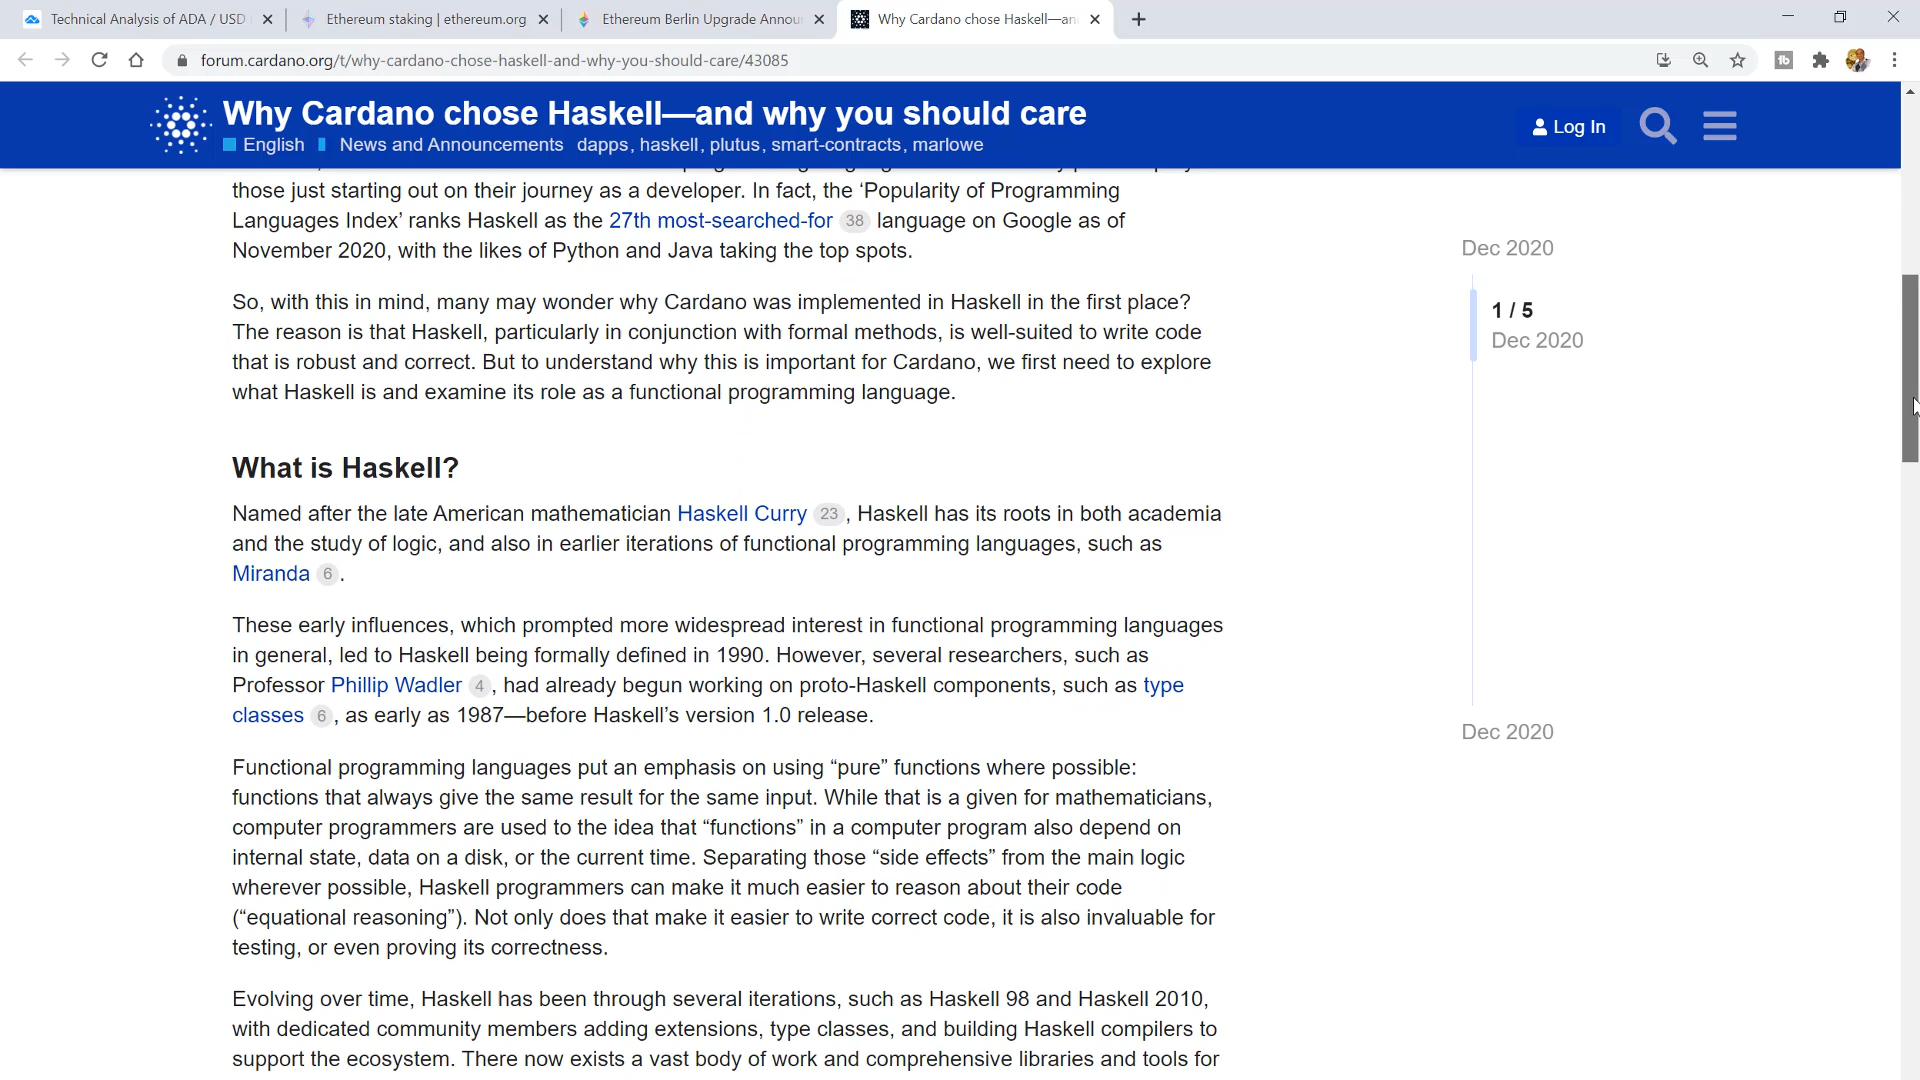 Technical Analysis of ADA / USD
Ethereum staking | ethereum.org
Ethereum Berlin Upgrade Annou
Why Cardano chose Haskell—an
forum.cardano.org/t/why-cardano-chose-haskell-and-why-you-should-care/43085
Why Cardano chose Haskell—and why you should care
English News and Announcements dapps, haskell, plutus, smart-contracts, marlowe
Log In
those just starting out on their journey as a developer. In fact, the ‘Popularity of Programming
Languages Index’ ranks Haskell as the 27th most-searched-for 38 language on Google as of
November 2020, with the likes of Python and Java taking the top spots.
So, with this in mind, many may wonder why Cardano was implemented in Haskell in the first place?
The reason is that Haskell, particularly in conjunction with formal methods, is well-suited to write code
that is robust and correct. But to understand why this is important for Cardano, we first need to explore
what Haskell is and examine its role as a functional programming language.
What is Haskell?
Named after the late American mathematician Haskell Curry 23 , Haskell has its roots in both academia
and the study of logic, and also in earlier iterations of functional programming languages, such as
Miranda 6 .
These early influences, which prompted more widespread interest in functional programming languages
in general, led to Haskell being formally defined in 1990. However, several researchers, such as
Professor Phillip Wadler 4 , had already begun working on proto-Haskell components, such as type
classes 6 , as early as 1987—before Haskell’s version 1.0 release.
Functional programming languages put an emphasis on using “pure” functions where possible:
functions that always give the same result for the same input. While that is a given for mathematicians,
computer programmers are used to the idea that “functions” in a computer program also depend on
internal state, data on a disk, or the current time. Separating those “side effects” from the main logic
wherever possible, Haskell programmers can make it much easier to reason about their code
(“equational reasoning”). Not only does that make it easier to write correct code, it is also invaluable for
testing, or even proving its correctness.
Evolving over time, Haskell has been through several iterations, such as Haskell 98 and Haskell 2010,
with dedicated community members adding extensions, type classes, and building Haskell compilers to
support the ecosystem. There now exists a vast body of work and comprehensive libraries and tools for
Dec 2020
1 / 5
Dec 2020
Dec 2020